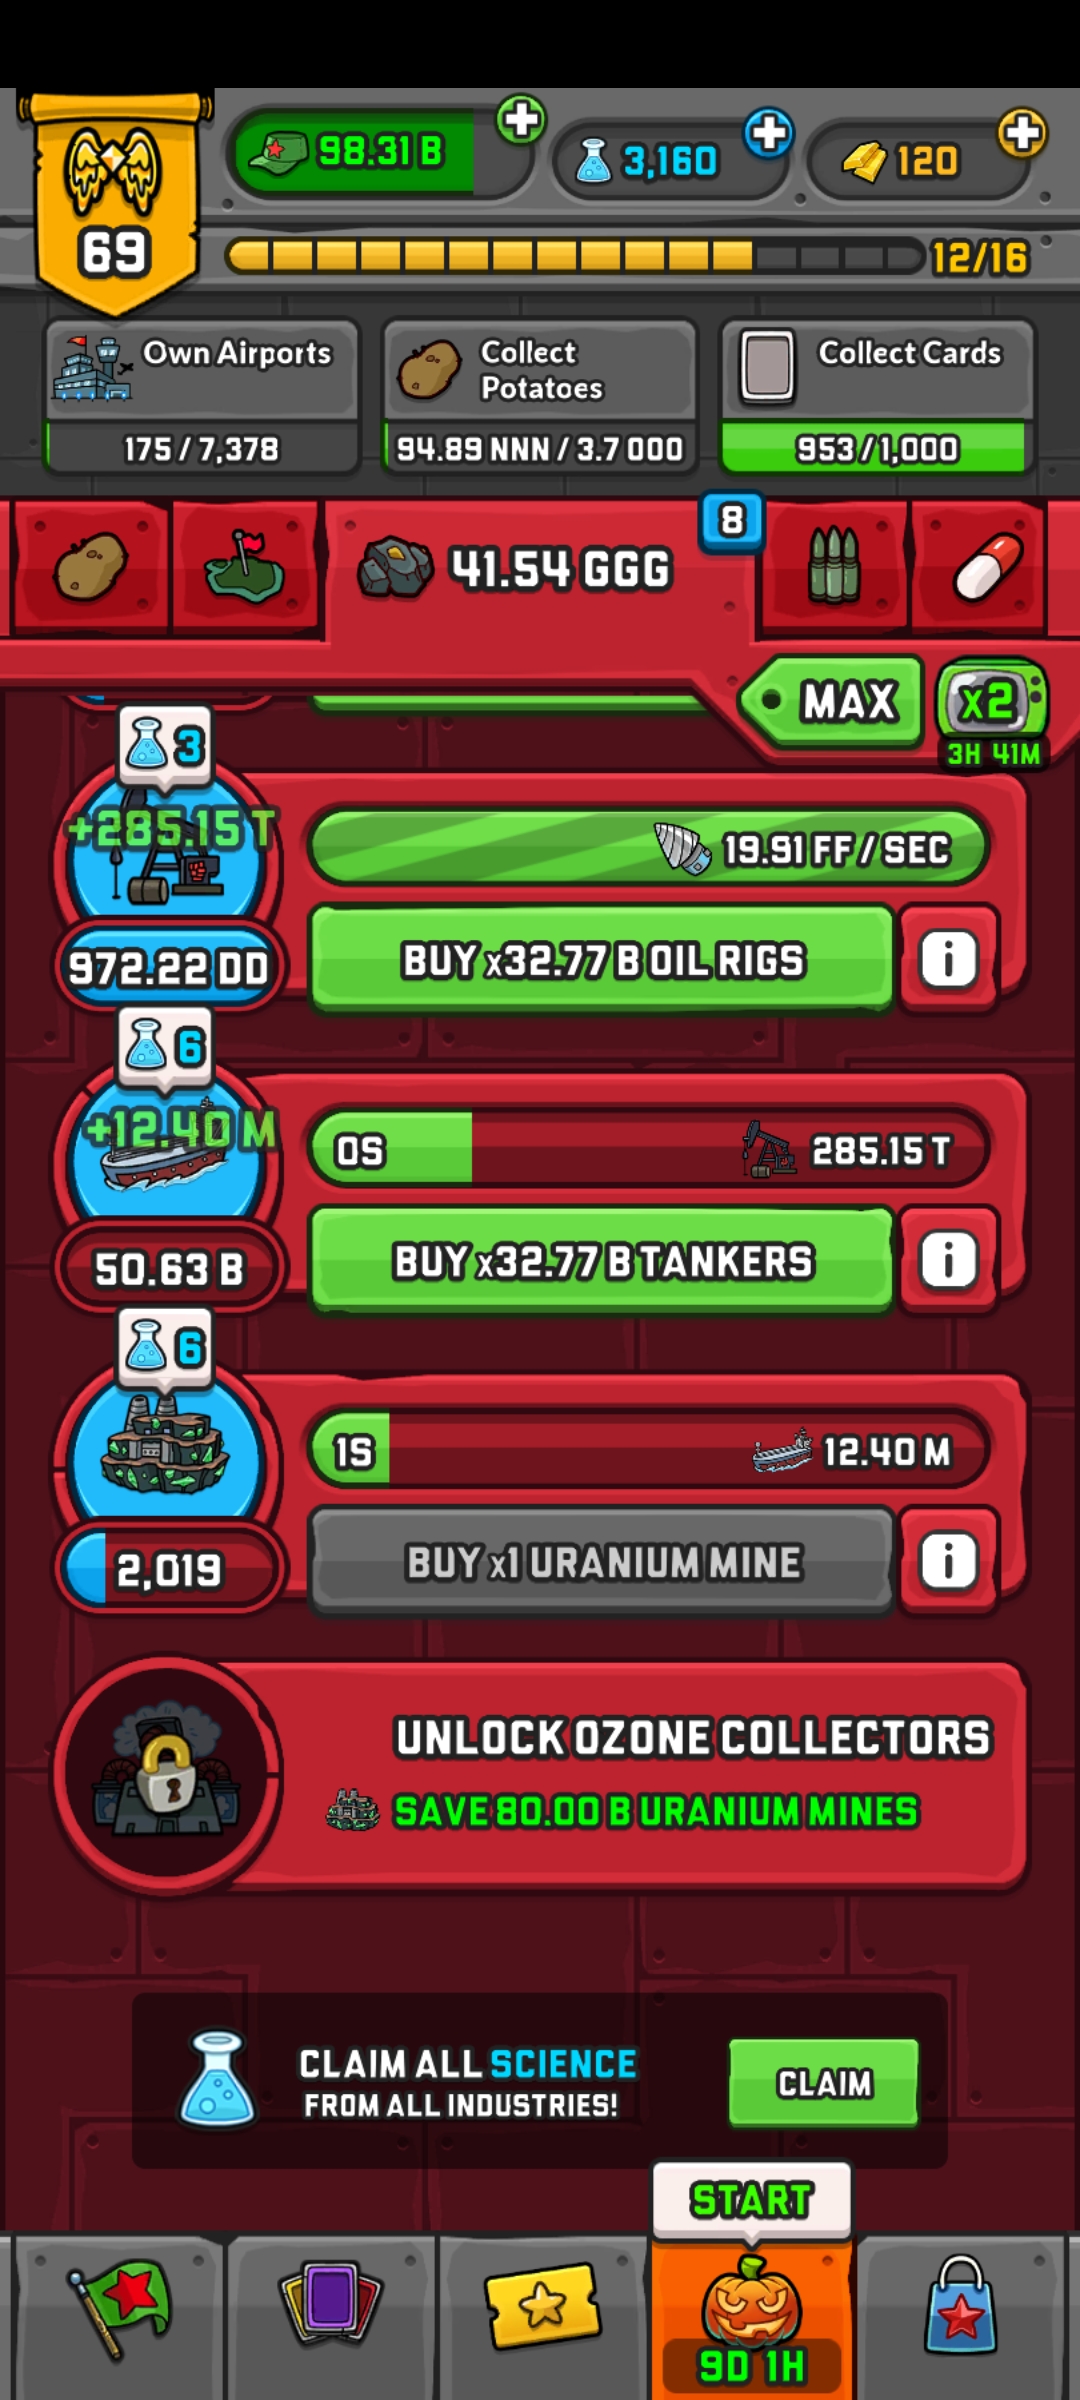 98.31 B
3,160
120
69
12/16
Own Airports
175 / 7,378
Collect
Potatoes
94.89 NNN / 3.7 OOO
Collect Cards
953 / 1,000
41.54 GGG
8
MAX
x2
3H 41M
3
+285.15 T
19.91 FF / SEC
972.22 DD
BUY x32.77 B OIL RIGS
i
6
+12.40 M
0S
285.15 T
50.63 B
BUY x32.77 B TANKERS
i
6
1S
12.40 M
2,019
BUY x1 URANIUM MINE
i
UNLOCK OZONE COLLECTORS
SAVE 80.00 B URANIUM MINES
CLAIM ALL SCIENCE
FROM ALL INDUSTRIES!
CLAIM
START
9D 1H